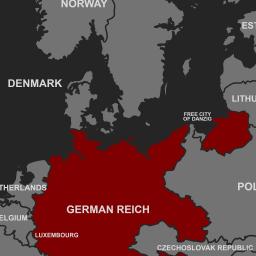 NORWAY
EST
DENMARK
LITHU
FREE CITY
OF DANZIG
THERLANDS
POL
GERMAN REICH
ELGIUM
LUXEMBOURG
CZECHOSLOVAK REPUBLIC